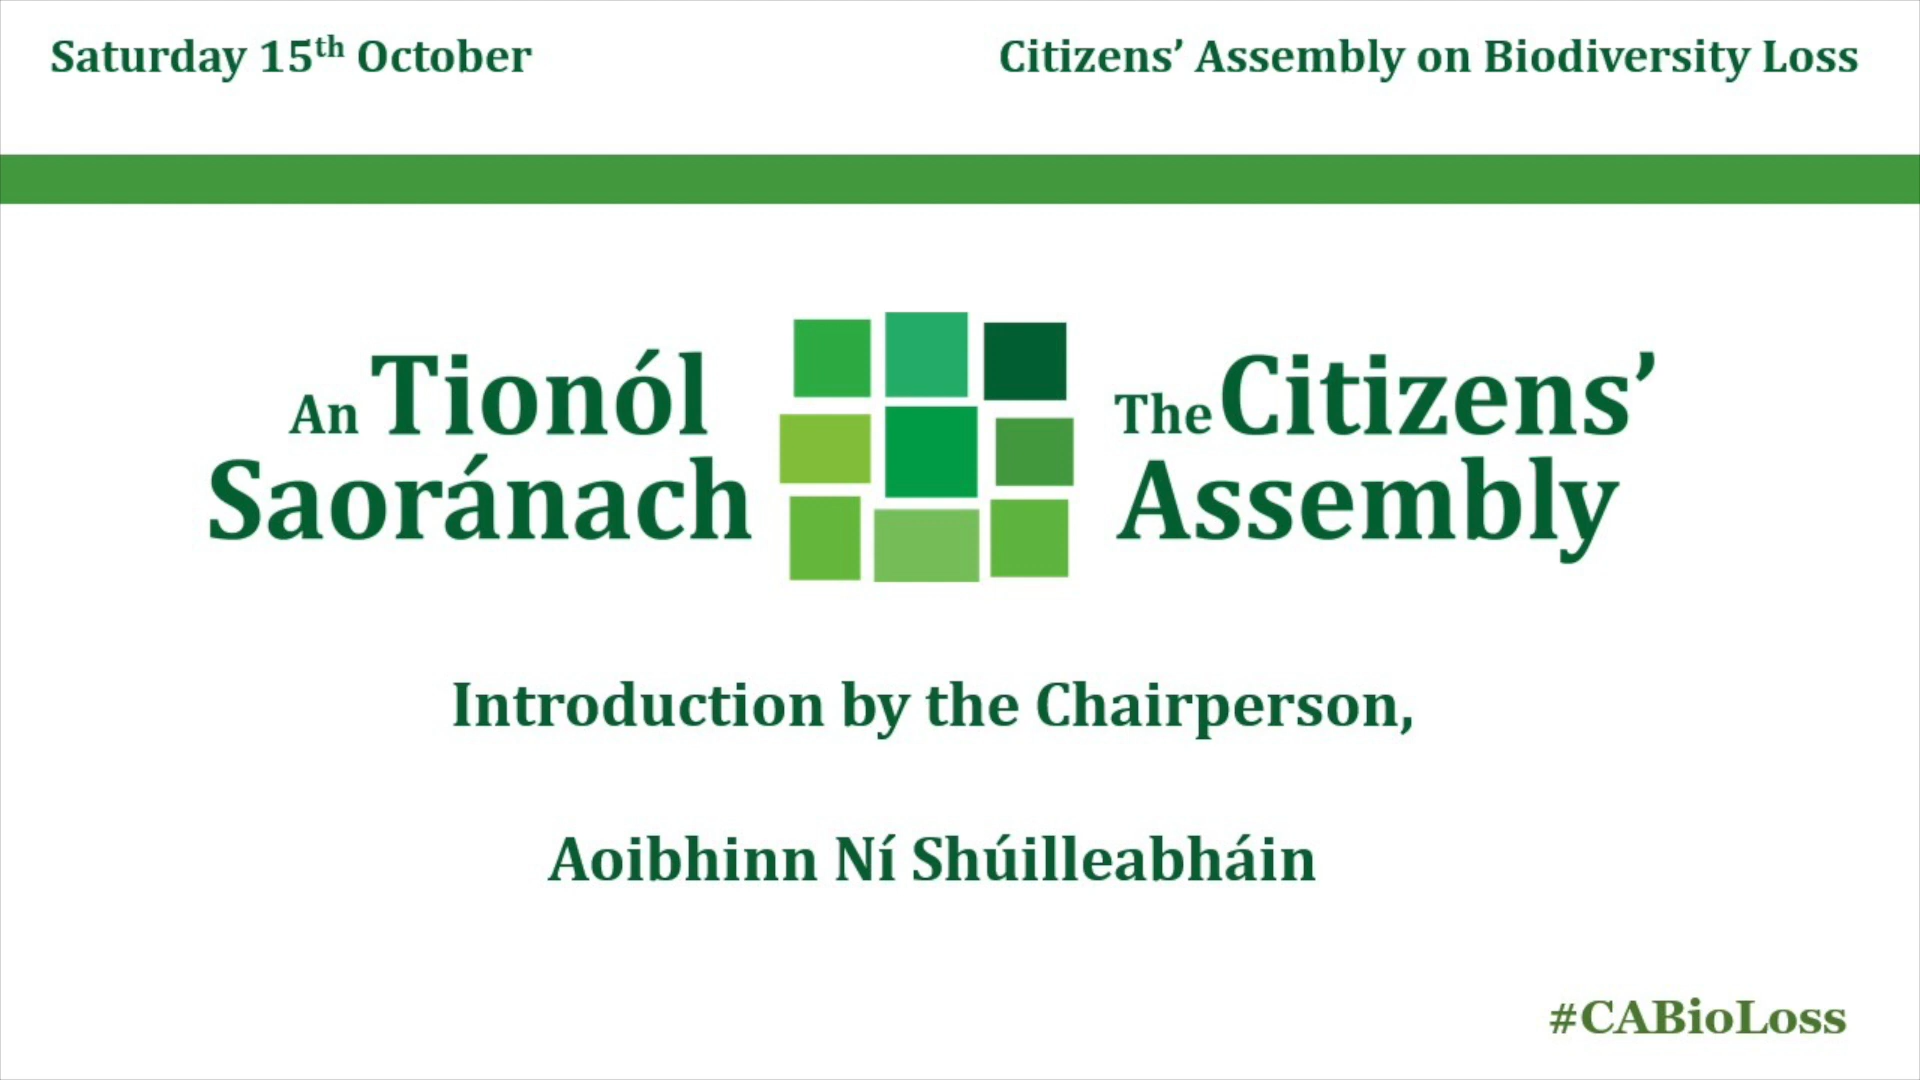 Saturday 15th October
Citizens’ Assembly on Biodiversity Loss
An Tionól
Saoránach
The Citizens’
Assembly
Introduction by the Chairperson,
Aoibhinn Ní Shúilleabháin
#CABioLoss